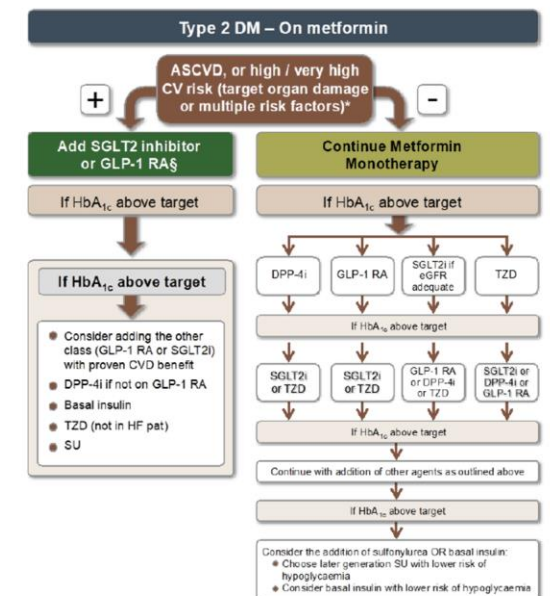 Type 2 DM – On metformin
ASCVD, or high / very high
CV risk (target organ damage
or multiple risk factors)*
+
-
Add SGLT2 inhibitor
or GLP-1 RA§
If HbA1c above target
If HbA1c above target
Consider adding the other
class (GLP-1 RA or SGLT2i)
with proven CVD benefit
DPP-4i if not on GLP-1 RA
Basal insulin
TZD (not in HF pat)
SU
Continue Metformin
Monotherapy
If HbA1c above target
DPP-4i
GLP-1 RA
SGLT2i if
eGFR
adequate
TZD
If HbA1c above target
SGLT2i
or TZD
SGLT2i
or TZD
GLP-1 RA
or DPP-4i
or TZD
SGLT2i or
DPP-4i or
GLP-1 RA
If HbA1c above target
Continue with addition of other agents as outlined above
If HbA1c above target
Consider the addition of sulfonylurea OR basal insulin:
Choose later generation SU with lower risk of
hypoglycaemia
Consider basal insulin with lower risk of hypoglycaemia